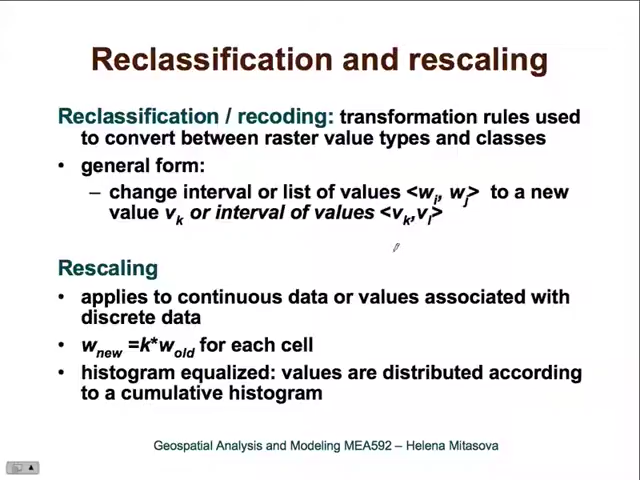 Reclassification and rescaling
Reclassification / recoding: transformation rules used
to convert between raster value types and classes
• general form:
– change interval or list of values <wi, wj> to a new
value vk or interval of values <vk,vl>
Rescaling
• applies to continuous data or values associated with
discrete data
• wnew =k*wold for each cell
• histogram equalized: values are distributed according
to a cumulative histogram
Geospatial Analysis and Modeling MEA592 – Helena Mitasova